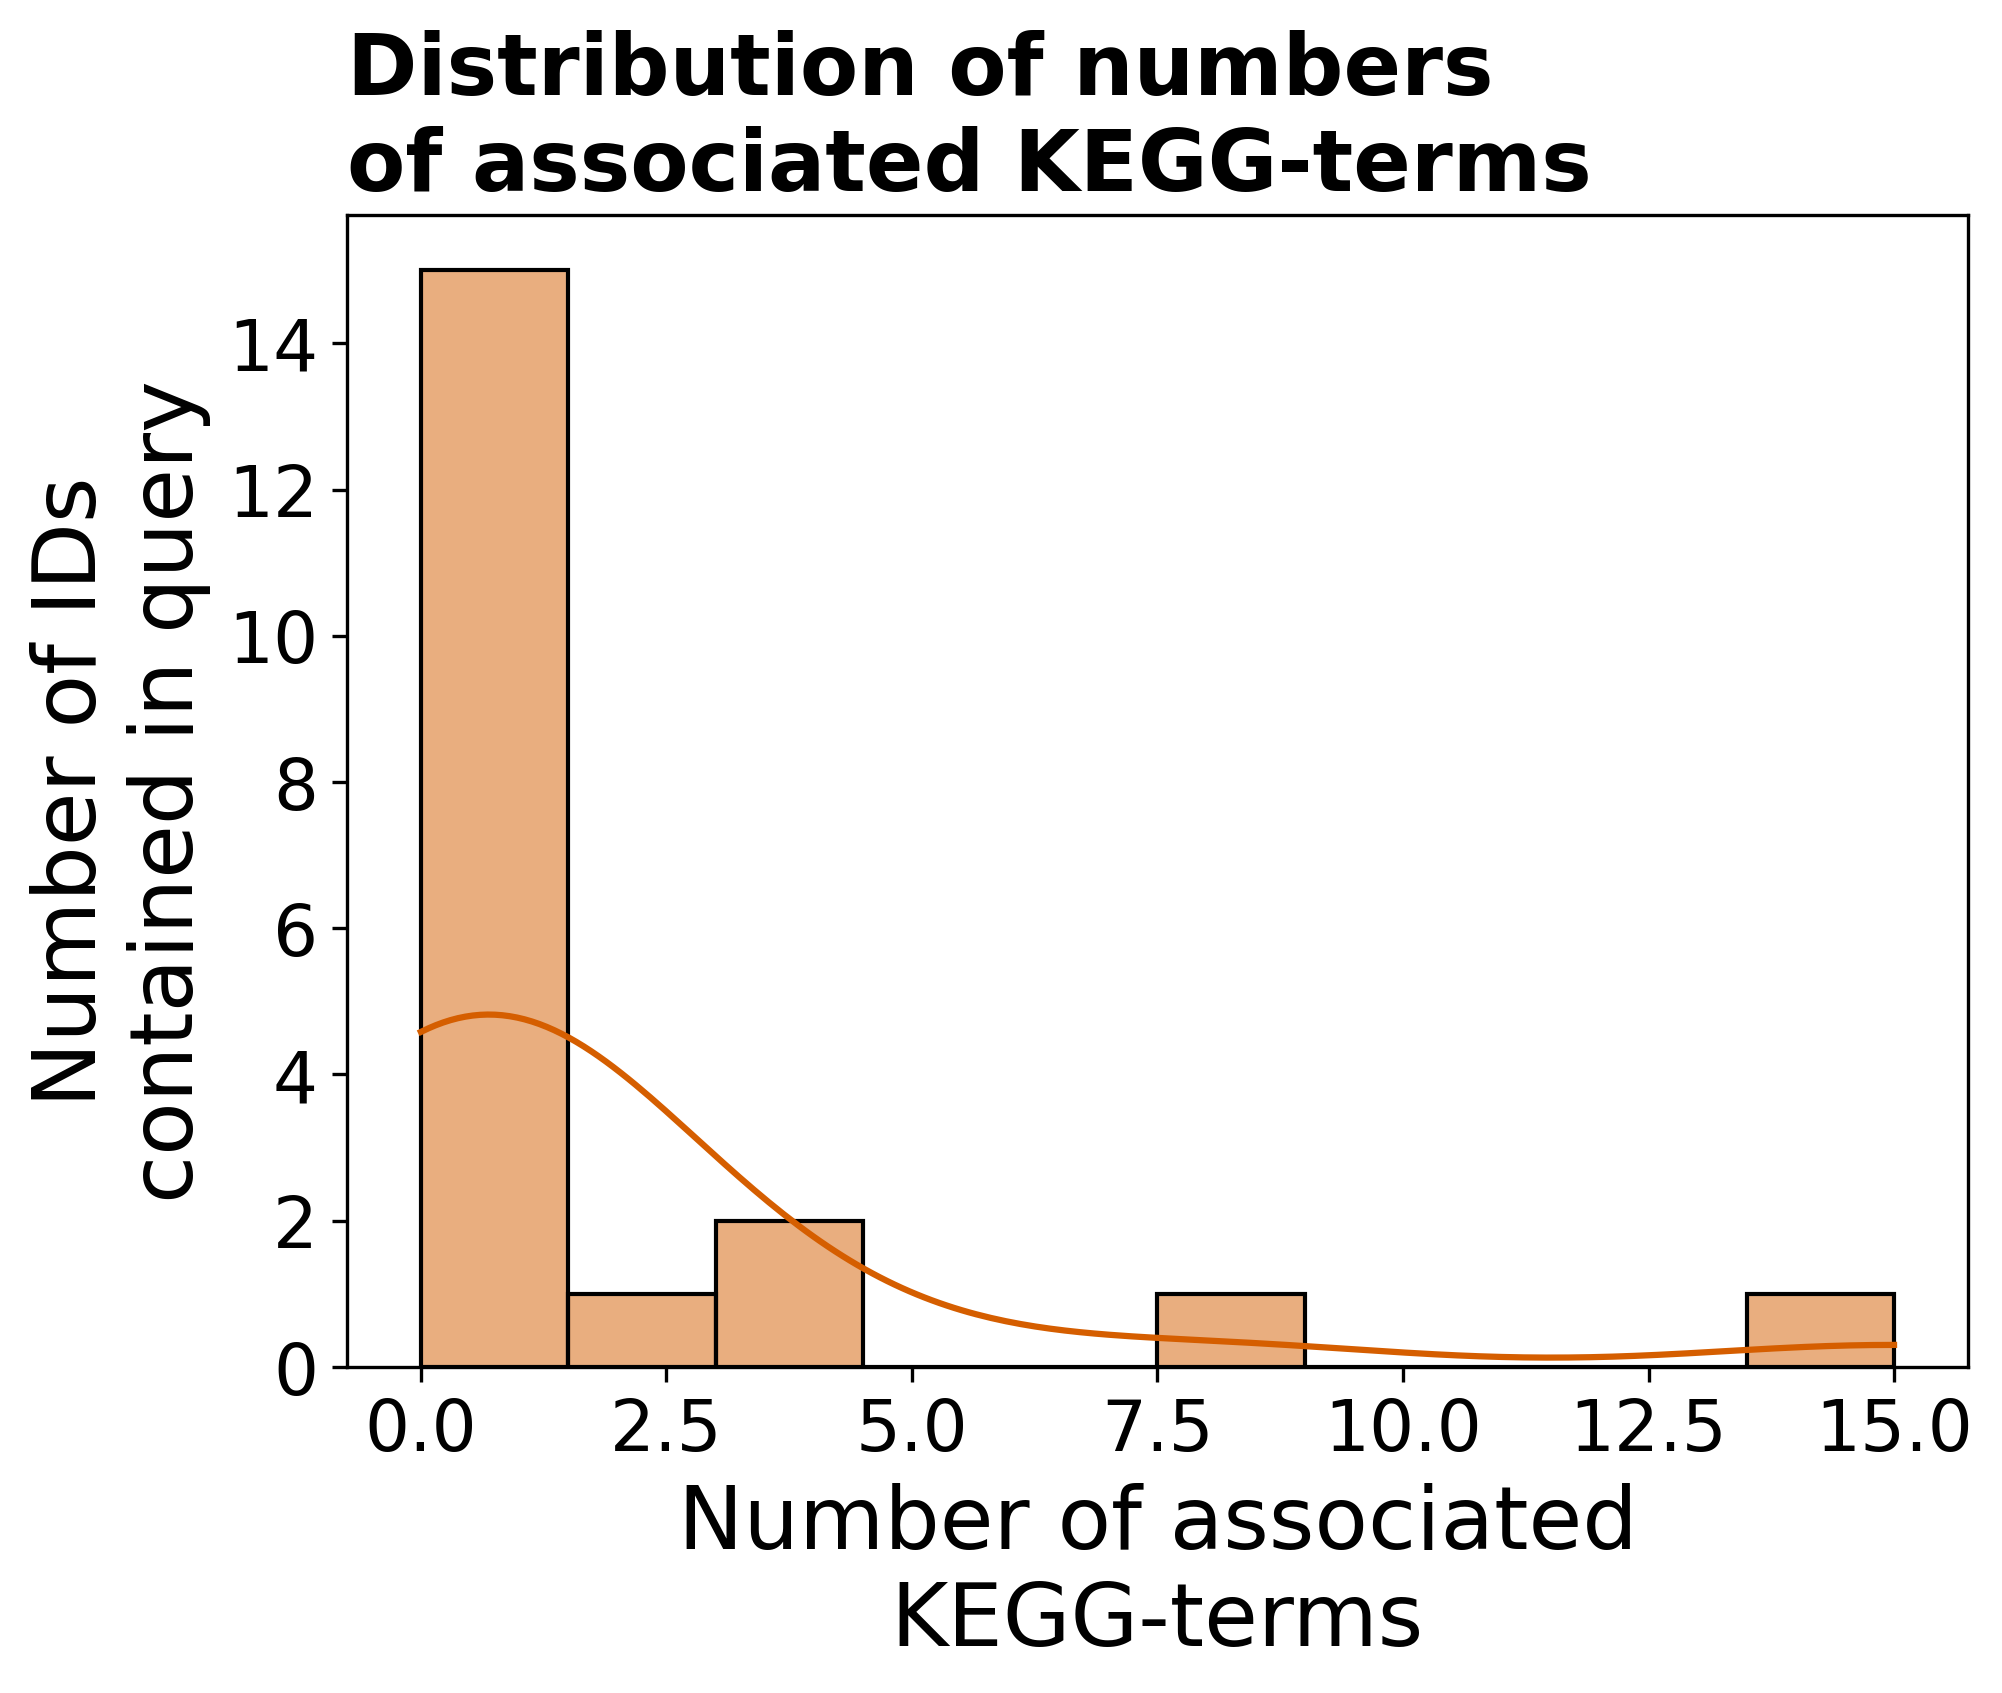 Distribution of numbers
of associated KEGG-terms
Number of IDs
contained in query
14
12
10
8
6
4
2
0
0.0 2.5 5.0 7.5 10.0 12.5 15.0
Number of associated
KEGG-terms